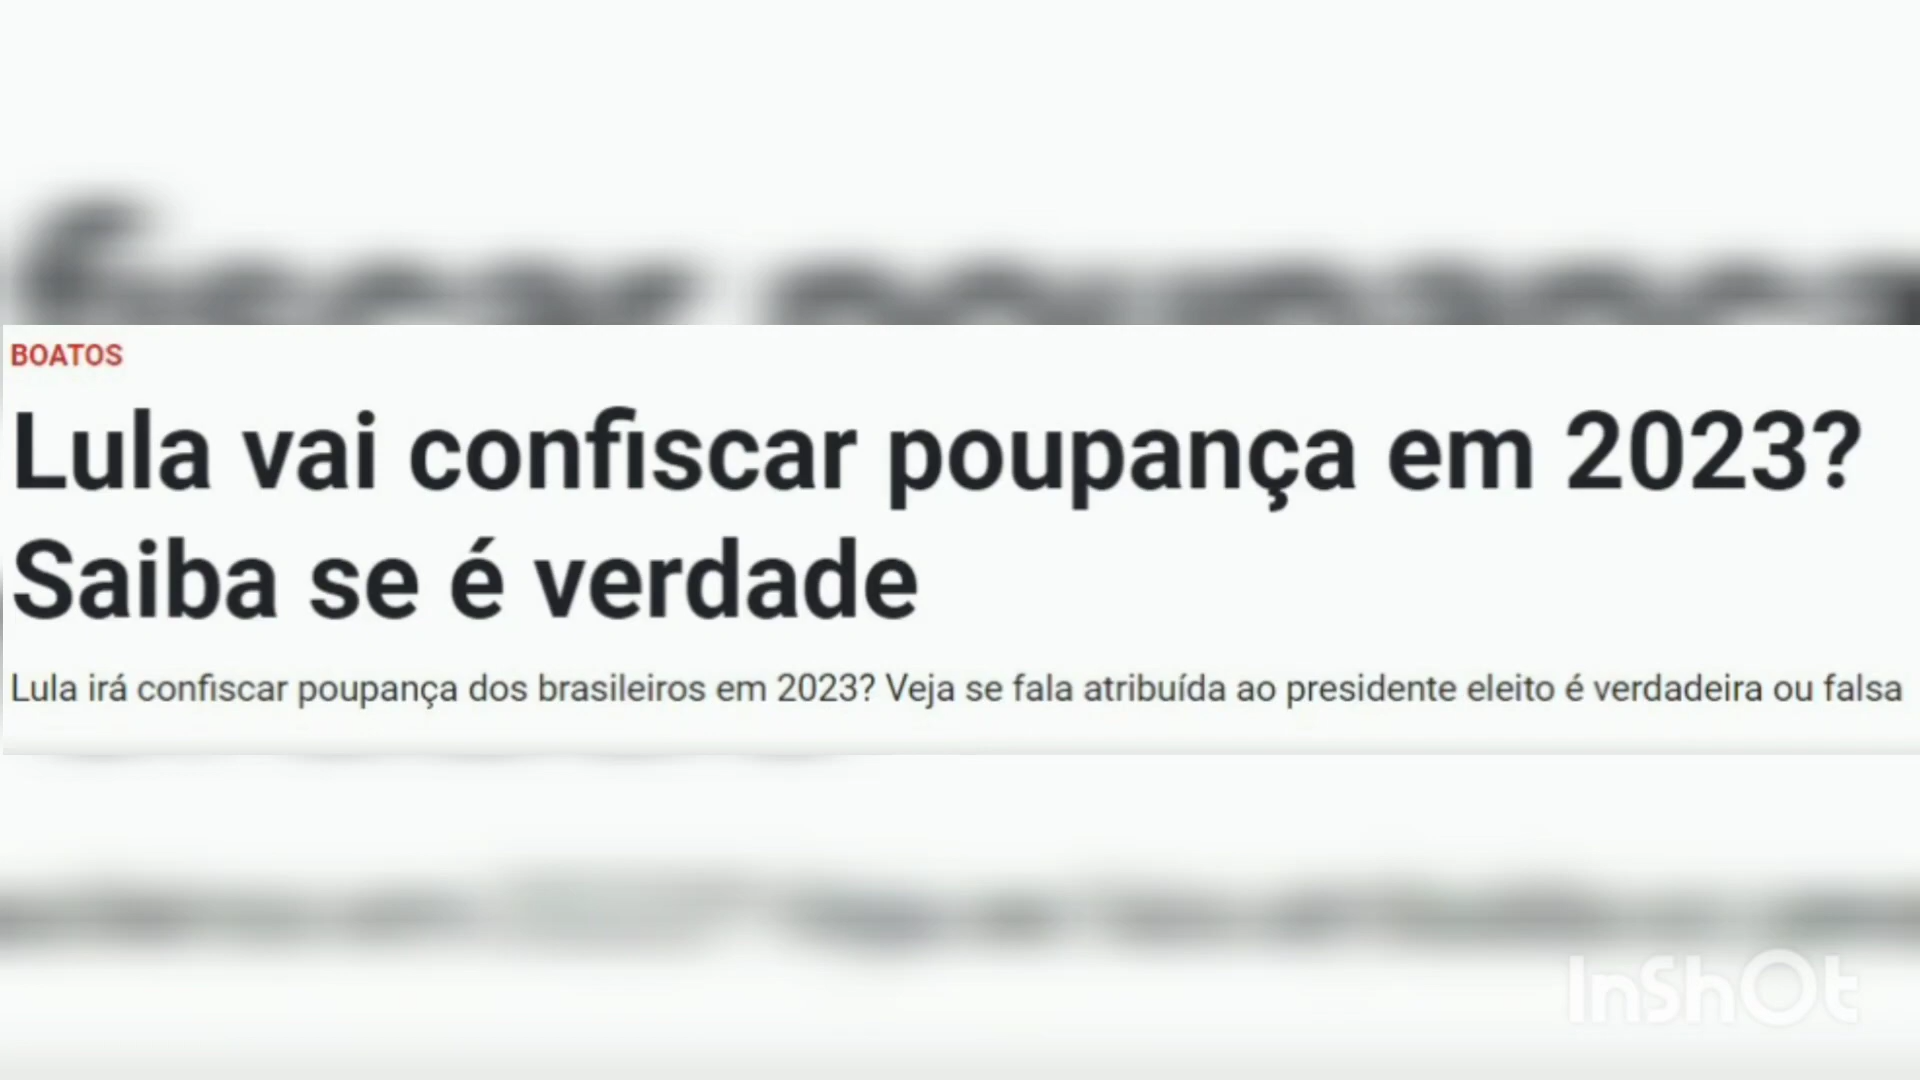 BOATOS
Lula vai confiscar poupança em 2023?
Saiba se é verdade
Lula irá confiscar poupança dos brasileiros em 2023? Veja se fala atribuída ao presidente eleito é verdadeira ou falsa
InShOt